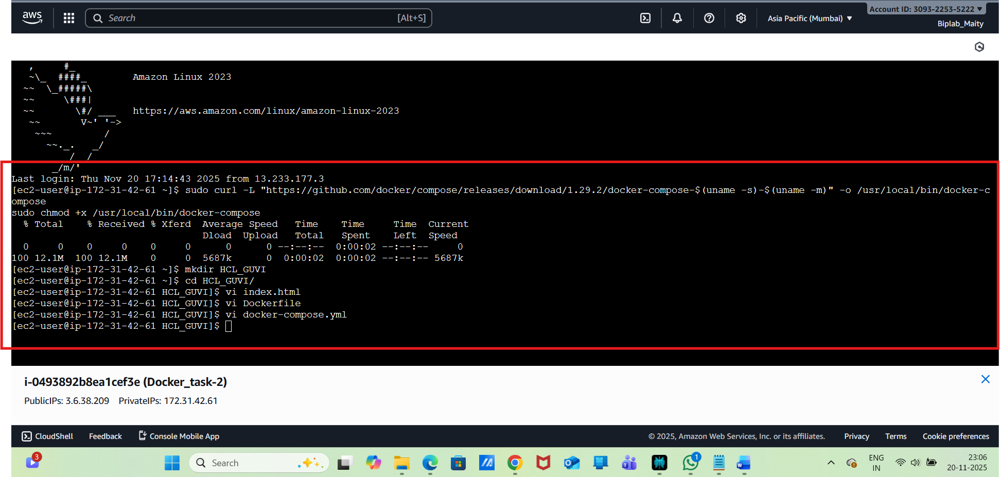 aws
Search
[Alt+S]
Asia Pacific (Mumbai) ▼
Account ID: 3093-2253-5222 ▼
Biplab_Maity
   ,     #_
   ~\_  ####_        Amazon Linux 2023
  ~~  \_#####\
  ~~     \###|
  ~~       \#/ ___   https://aws.amazon.com/linux/amazon-linux-2023
   ~~       V~' '->
    ~~~         /
      ~~._.   _/
         _/ _/
       _/m/'
Last login: Thu Nov 20 17:14:43 2025 from 13.233.177.3
[ec2-user@ip-172-31-42-61 ~]$ sudo curl -L "https://github.com/docker/compose/releases/download/1.29.2/docker-compose-$(uname -s)-$(uname -m)" -o /usr/local/bin/docker-c
ompose
sudo chmod +x /usr/local/bin/docker-compose
  % Total    % Received % Xferd  Average Speed   Time    Time     Time  Current
                                 Dload  Upload   Total   Spent    Left  Speed
  0     0    0     0    0     0      0      0 --:--:--  0:00:02 --:--:--     0
100 12.1M  100 12.1M    0     0  5687k      0  0:00:02  0:00:02 --:--:-- 5687k
[ec2-user@ip-172-31-42-61 ~]$ mkdir HCL_GUVI
[ec2-user@ip-172-31-42-61 ~]$ cd HCL_GUVI/
[ec2-user@ip-172-31-42-61 HCL_GUVI]$ vi index.html
[ec2-user@ip-172-31-42-61 HCL_GUVI]$ vi Dockerfile
[ec2-user@ip-172-31-42-61 HCL_GUVI]$ vi docker-compose.yml
[ec2-user@ip-172-31-42-61 HCL_GUVI]$
i-0493892b8ea1cef3e (Docker_task-2)
PublicIPs: 3.6.38.209 PrivateIPs: 172.31.42.61
CloudShell Feedback Console Mobile App © 2025, Amazon Web Services, Inc. or its affiliates. Privacy Terms Cookie preferences
3
Search
1
ENG
IN
23:06
20-11-2025